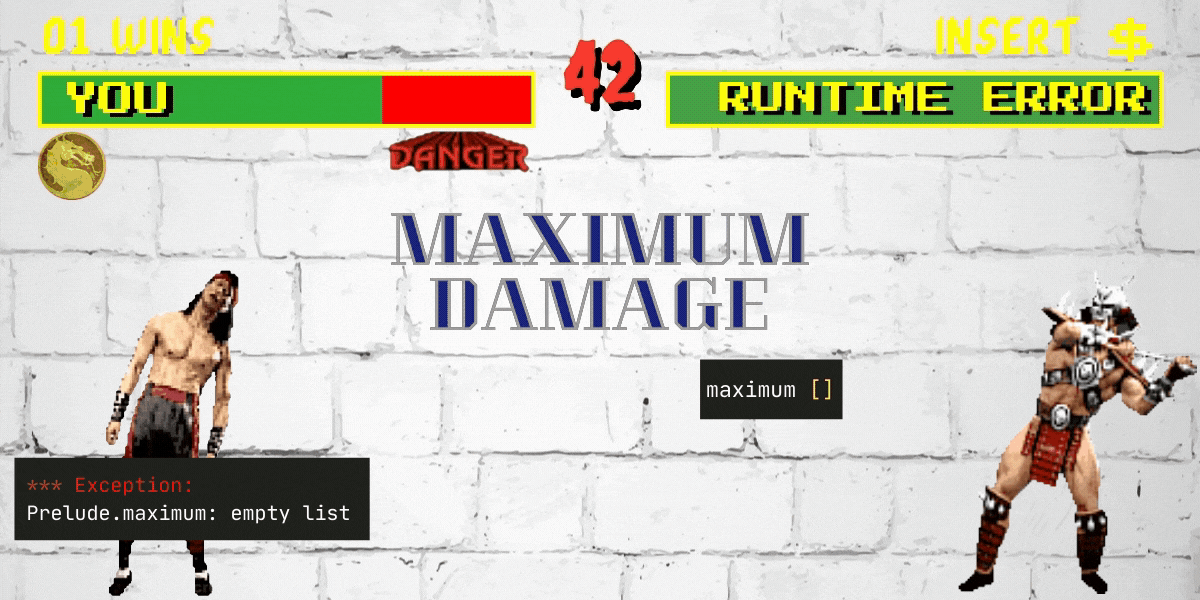 01 WINS
INSERT $
42
YOU
RUNTIME ERROR
DANGER
MAXIMUM
DAMAGE
maximum []
*** Exception:
Prelude.maximum: empty list